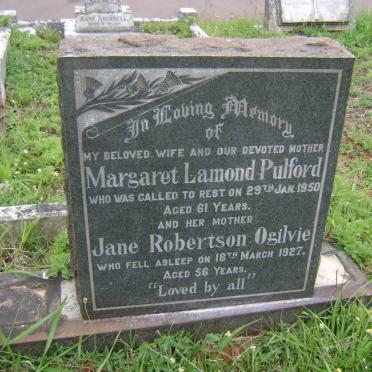 In Loving Memory
of
MY BELOVED WIFE AND OUR DEVOTED MOTHER
Margaret Lamond Pulford
WHO WAS CALLED TO REST ON 29TH JAN. 1950
AGED 61 YEARS.
AND HER MOTHER
Jane Robertson Ogilvie
WHO FELL ASLEEP ON 18TH MARCH 1927.
AGED 56 YEARS.
"Loved by all"